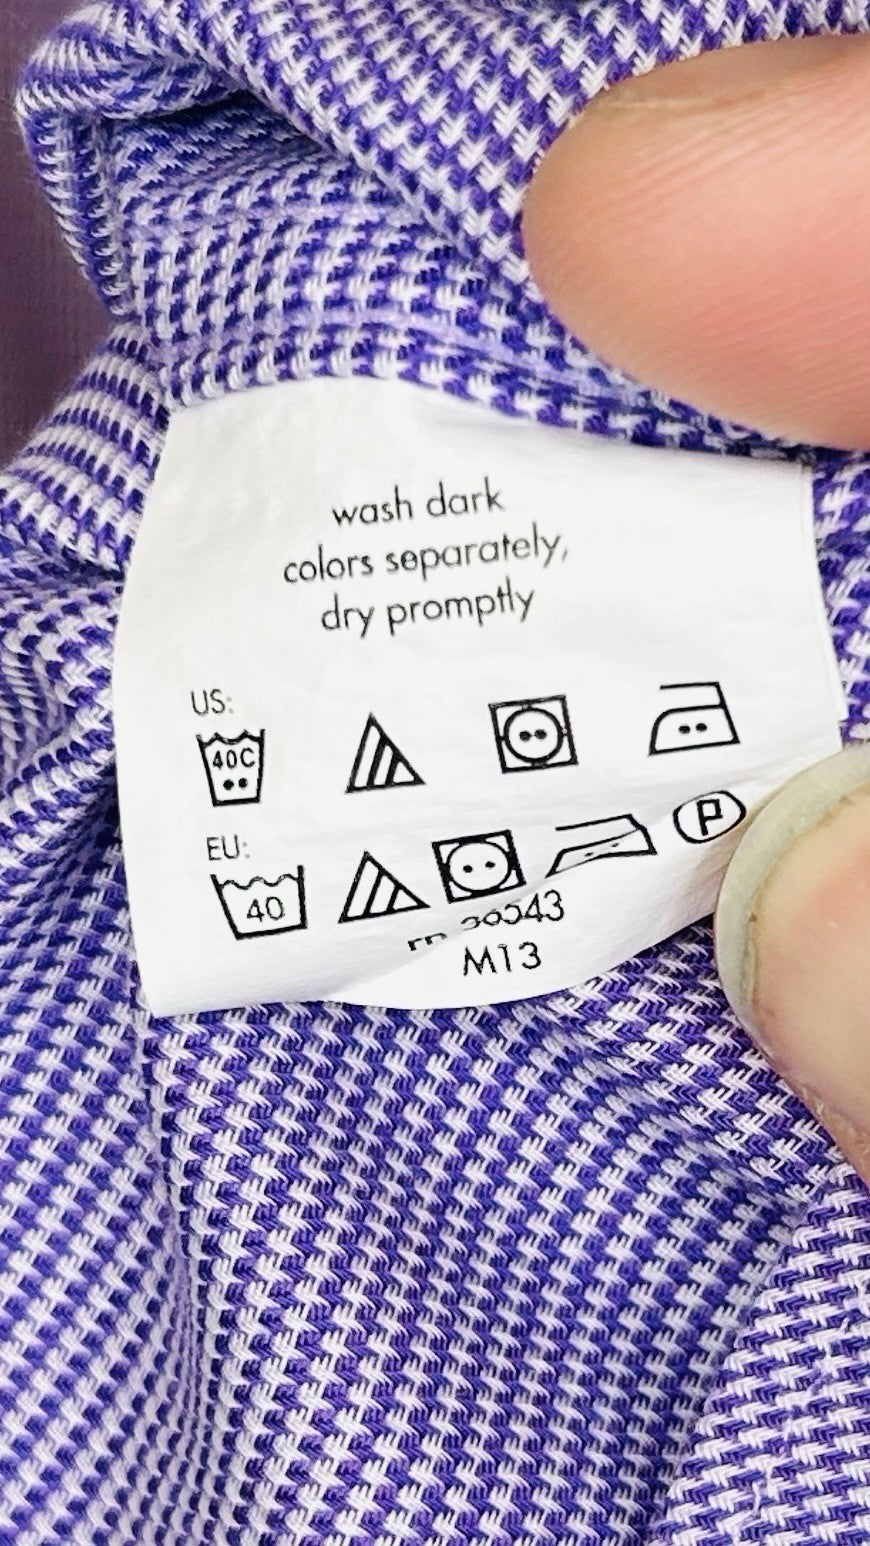 wash dark
colors separately,
dry promptly
US:
40C
EU:
40
P
M13